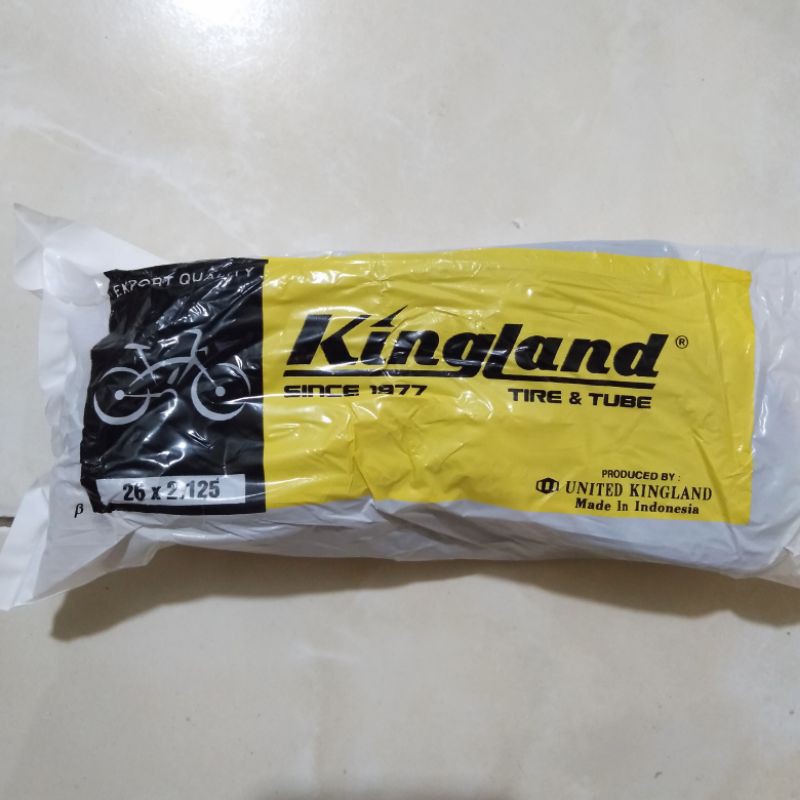 EXPORT QUALITY
Kingland®
SINCE 1977 TIRE & TUBE
26 x 2,125
β
PRODUCED BY :
UNITED KINGLAND
Made In Indonesia